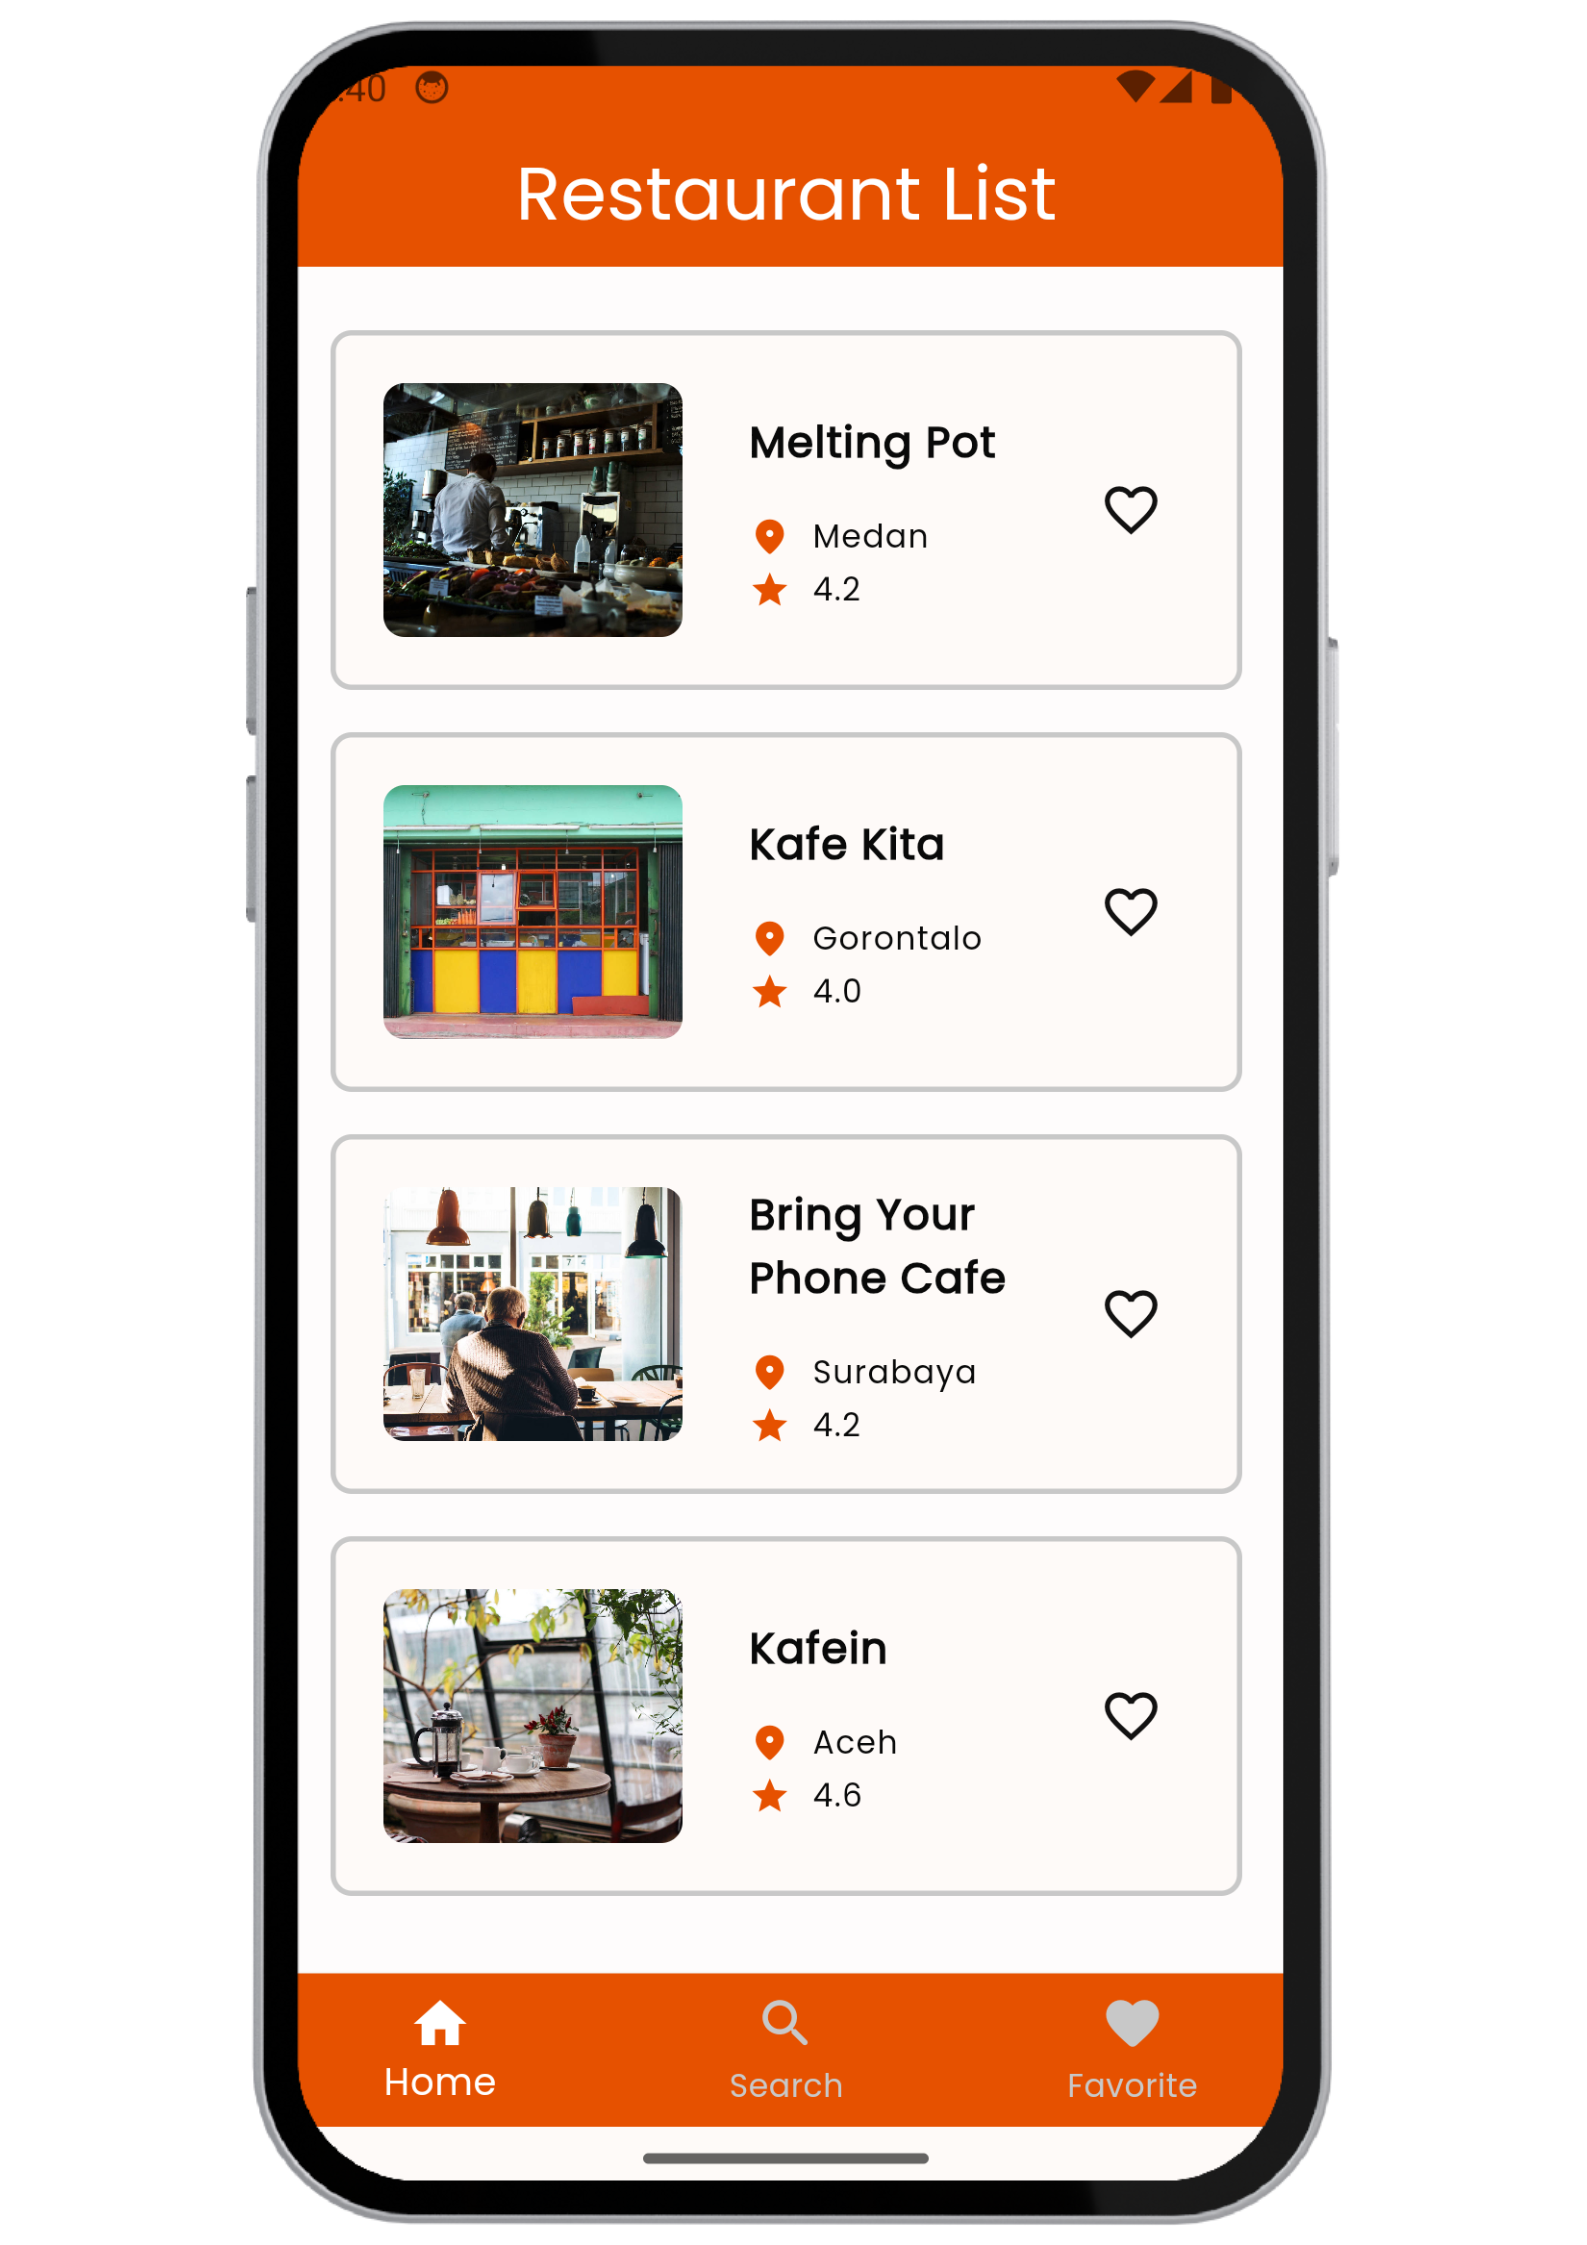 :40
Restaurant List
Melting Pot
Medan
4.2
Kafe Kita
Gorontalo
4.0
Bring Your
Phone Cafe
Surabaya
4.2
Kafein
Aceh
4.6
Home
Search
Favorite